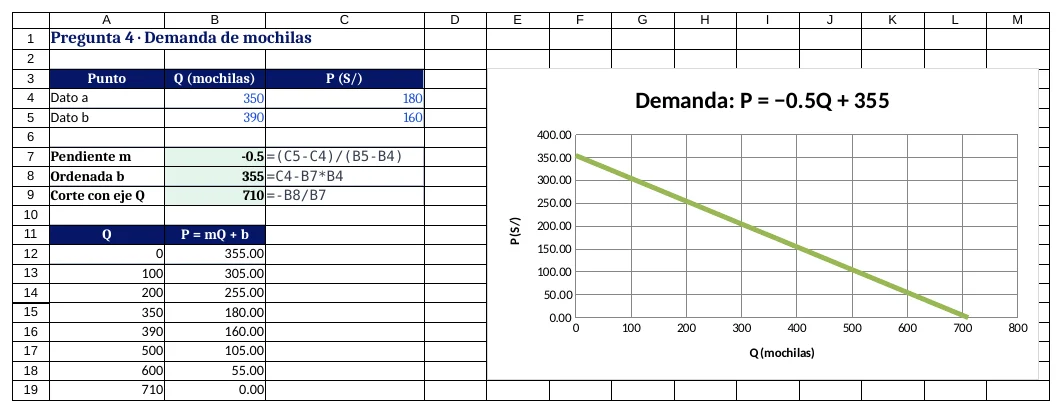 A B C D E F G H I J K L M
1 Pregunta 4 · Demanda de mochilas
2
3 Punto Q (mochilas) P (S/)
4 Dato a 350 180
5 Dato b 390 160
6
7 Pendiente m -0.5 =(C5-C4)/(B5-B4)
8 Ordenada b 355 =C4-B7*B4
9 Corte con eje Q 710 =-B8/B7
10
11 Q P = mQ + b
12 0 355.00
13 100 305.00
14 200 255.00
15 350 180.00
16 390 160.00
17 500 105.00
18 600 55.00
19 710 0.00
Demanda: P = −0.5Q + 355
400.00
350.00
300.00
250.00
200.00
150.00
100.00
50.00
0.00
P (S/)
0 100 200 300 400 500 600 700 800
Q (mochilas)